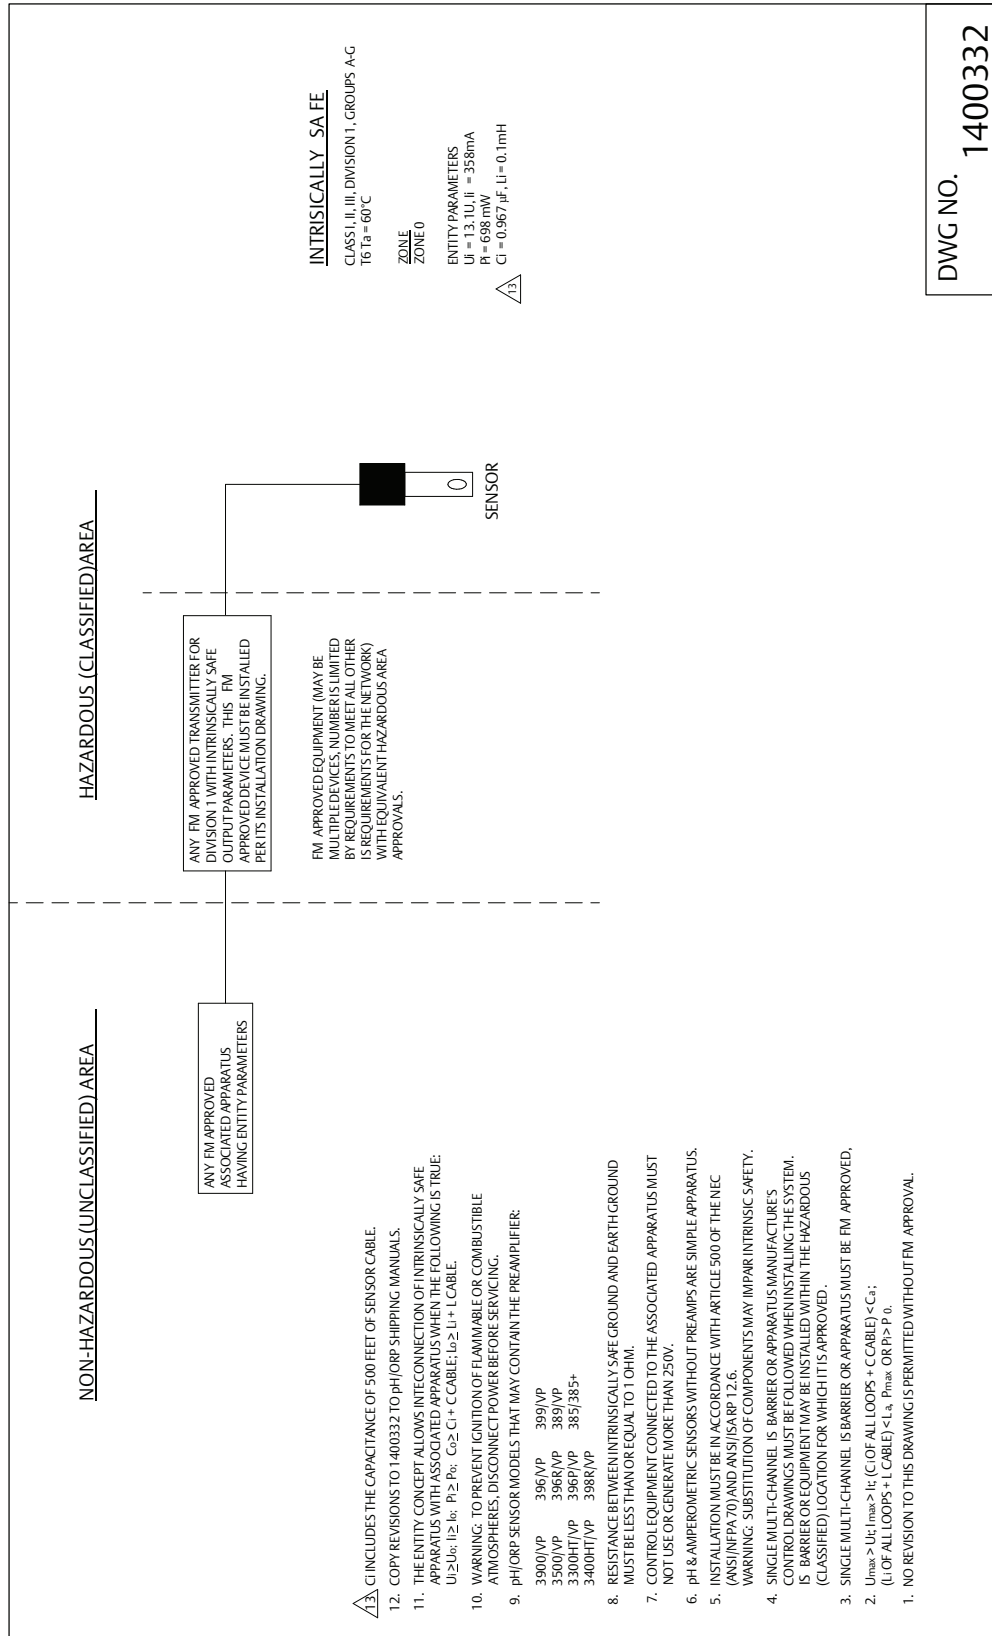 NON-HAZARDOUS (UNCLASSIFIED) AREA
HAZARDOUS (CLASSIFIED) AREA
ANY FM APPROVED
ASSOCIATED APPARATUS
HAVING ENTITY PARAMETERS
ANY FM APPROVED TRANSMITTER FOR
DIVISION 1 WITH INTRINSICALLY SAFE
OUTPUT PARAMETERS. THIS FM
APPROVED DEVICE MUST BE INSTALLED
PER ITS INSTALLATION DRAWING.
FM APPROVED EQUIPMENT (MAY BE
MULTIPLE DEVICES, NUMBER IS LIMITED
BY REQUIREMENTS TO MEET ALL OTHER
IS REQUIREMENTS FOR THE NETWORK)
WITH EQUIVALENT HAZARDOUS AREA
APPROVALS.
SENSOR
INTRISICALLY SAFE
CLASS I, II, III, DIVISION 1, GROUPS A-G
T6 Ta = 60°C
ZONE
ZONE 0
ENTITY PARAMETERS
Ui = 13.1U, Ii = 358mA
Pi = 698 mW
Ci = 0.967 µF, Li = 0.1mH
13
13. Ci INCLUDES THE CAPACITANCE OF 500 FEET OF SENSOR CABLE.
12. COPY REVISIONS TO 1400332 TO pH/ORP SHIPPING MANUALS.
11. THE ENTITY CONCEPT ALLOWS INTECONNECTION OF INTRINSICALLY SAFE
APPARATUS WITH ASSOCIATED APPARATUS WHEN THE FOLLOWING IS TRUE:
Ui ≥ Uo; Ii ≥ Io; Pi ≥ Po; Co ≥ Ci + C CABLE; Lo ≥ Li + L CABLE.
10. WARNING: TO PREVENT IGNITION OF FLAMMABLE OR COMBUSTIBLE
ATMOSPHERES, DISCONNECT POWER BEFORE SERVICING.
9. pH/ORP SENSOR MODELS THAT MAY CONTAIN THE PREAMPLIFIER:
3900/VP 396/VP 399/VP
3500/VP 396R/VP 389/VP
3300HT/VP 396P/VP 385/385+
3400HT/VP 398R/VP
8. RESISTANCE BETWEEN INTRINSICALLY SAFE GROUND AND EARTH GROUND
MUST BE LESS THAN OR EQUAL TO 1 OHM.
7. CONTROL EQUIPMENT CONNECTED TO THE ASSOCIATED APPARATUS MUST
NOT USE OR GENERATE MORE THAN 250V.
6. pH & AMPEROMETRIC SENSORS WITHOUT PREAMPS ARE SIMPLE APPARATUS.
5. INSTALLATION MUST BE IN ACCORDANCE WITH ARTICLE 500 OF THE NEC
(ANSI/NFPA 70) AND ANSI/ISA RP 12.6.
WARNING: SUBSTITUTION OF COMPONENTS MAY IMPAIR INTRINSIC SAFETY.
4. SINGLE MULTI-CHANNEL IS BARRIER OR APPARATUS MANUFACTURE'S
CONTROL DRAWINGS MUST BE FOLLOWED WHEN INSTALLING THE SYSTEM.
IS BARRIER OR EQUIPMENT MAY BE INSTALLED WITHIN THE HAZARDOUS
(CLASSIFIED) LOCATION FOR WHICH IT IS APPROVED.
3. SINGLE MULTI-CHANNEL IS BARRIER OR APPARATUS MUST BE FM APPROVED,
2. Umax > Ut; Imax > It; (Ci OF ALL LOOPS + C CABLE) < Ca;
(Li OF ALL LOOPS + L CABLE) < La, Pmax OR Pi > Po.
1. NO REVISION TO THIS DRAWING IS PERMITTED WITHOUT FM APPROVAL.
DWG NO. 1400332